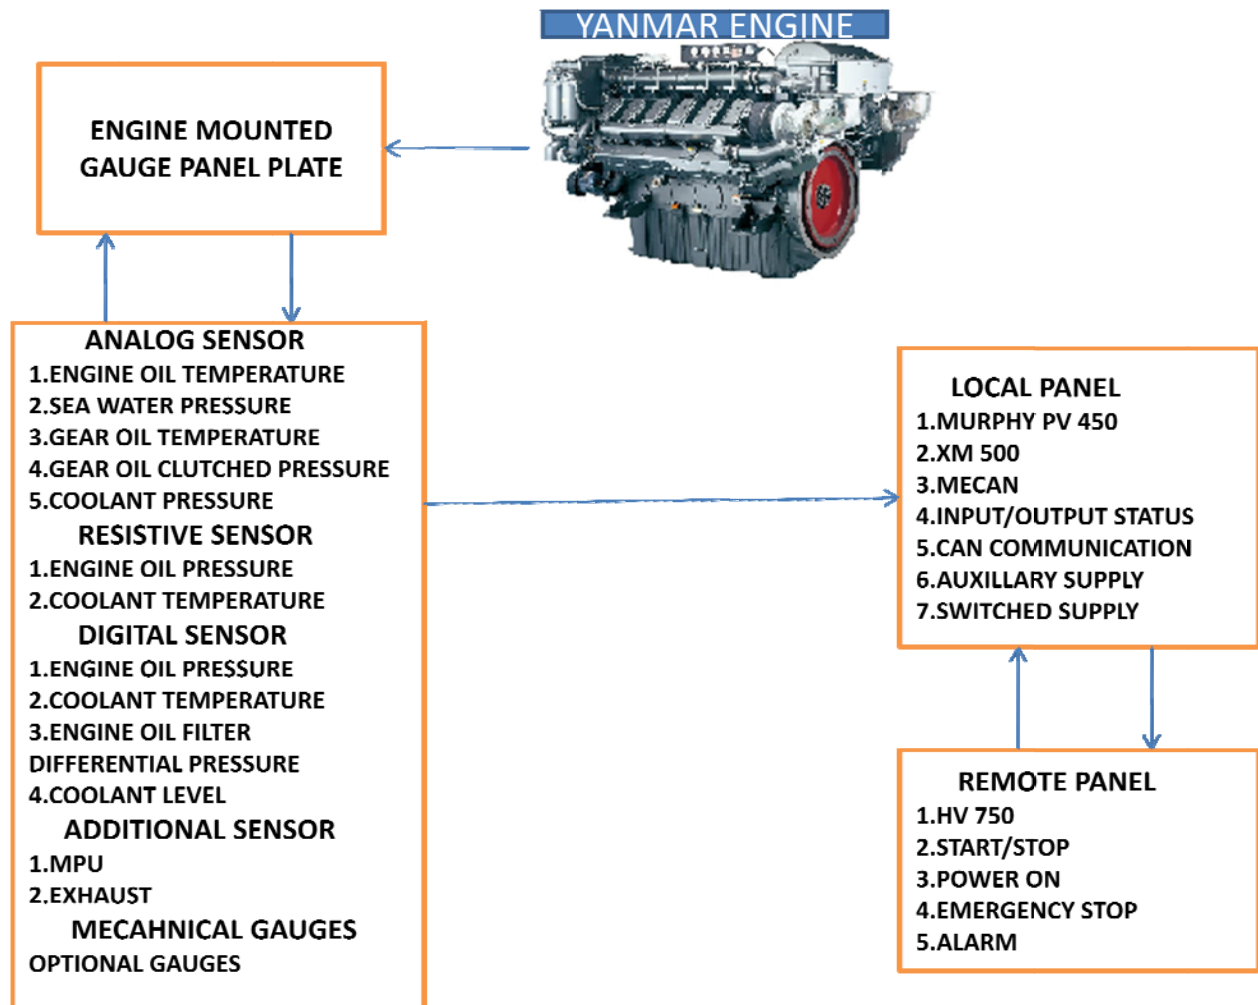 YANMAR ENGINE
ENGINE MOUNTED
GAUGE PANEL PLATE
ANALOG SENSOR
1.ENGINE OIL TEMPERATURE
2.SEA WATER PRESSURE
3.GEAR OIL TEMPERATURE
4.GEAR OIL CLUTCHED PRESSURE
5.COOLANT PRESSURE
RESISTIVE SENSOR
1.ENGINE OIL PRESSURE
2.COOLANT TEMPERATURE
DIGITAL SENSOR
1.ENGINE OIL PRESSURE
2.COOLANT TEMPERATURE
3.ENGINE OIL FILTER
DIFFERENTIAL PRESSURE
4.COOLANT LEVEL
ADDITIONAL SENSOR
1.MPU
2.EXHAUST
MECAHNICAL GAUGES
OPTIONAL GAUGES
LOCAL PANEL
1.MURPHY PV 450
2.XM 500
3.MECAN
4.INPUT/OUTPUT STATUS
5.CAN COMMUNICATION
6.AUXILLARY SUPPLY
7.SWITCHED SUPPLY
REMOTE PANEL
1.HV 750
2.START/STOP
3.POWER ON
4.EMERGENCY STOP
5.ALARM